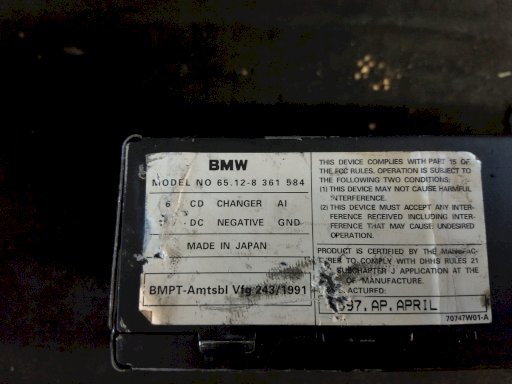 BMW
MODEL NO 65.12-8 361 584
6 CD CHANGER AI
DC NEGATIVE GND
MADE IN JAPAN
BMPT-Amtsbl Vfg 243/1991
THIS DEVICE COMPLIES WITH PART 15 OF
THE FCC RULES. OPERATION IS SUBJECT TO
THE FOLLOWING TWO CONDITIONS:
(1) THIS DEVICE MAY NOT CAUSE HARMFUL
INTERFERENCE.
(2) THIS DEVICE MUST ACCEPT ANY INTER-
FERENCE RECEIVED INCLUDING INTER-
FERENCE THAT MAY CAUSE UNDESIRED
OPERATION.
PRODUCT IS CERTIFIED BY THE MANUFAC-
TO COMPLY WITH DHHS RULES 21
SUBCHAPTER J APPLICATION AT THE
OF MANUFACTURE.
97. AP. APRIL
70747W01-A